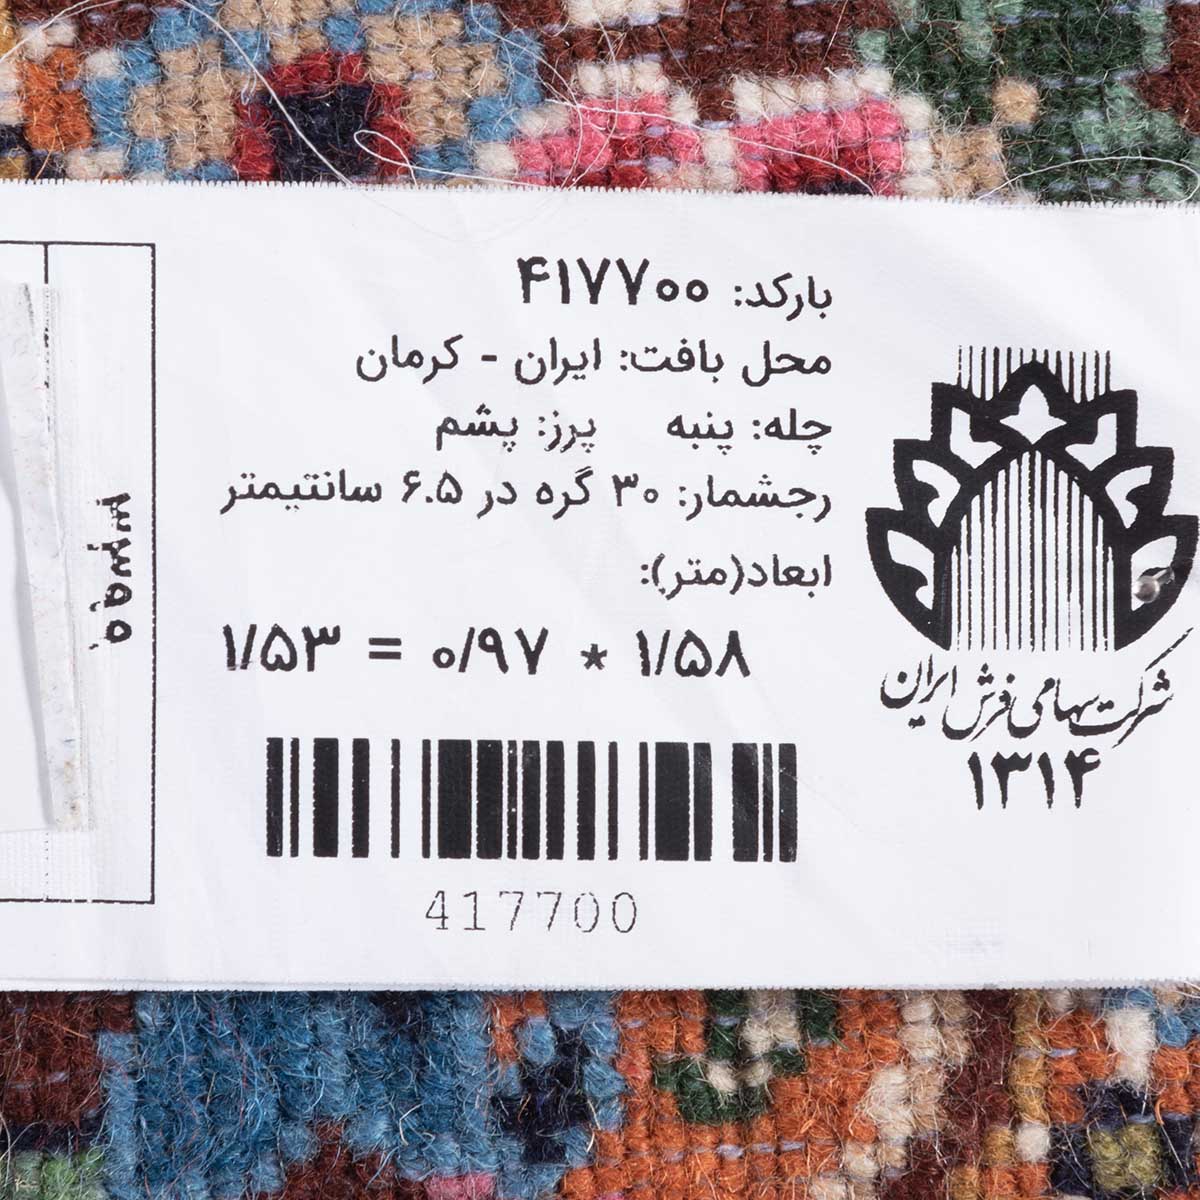 بارکد: ۴۱۷۷۰۰
محل بافت: ایران - کرمان
چله: پنبه پرز: پشم
رجشمار: ۳۰ گره در ۶.۵ سانتیمتر
ابعاد(متر):
۱/۵۸ * ۰/۹۷ = ۱/۵۳
417700
شرکت سهامی فرش ایران
۱۳۱۴